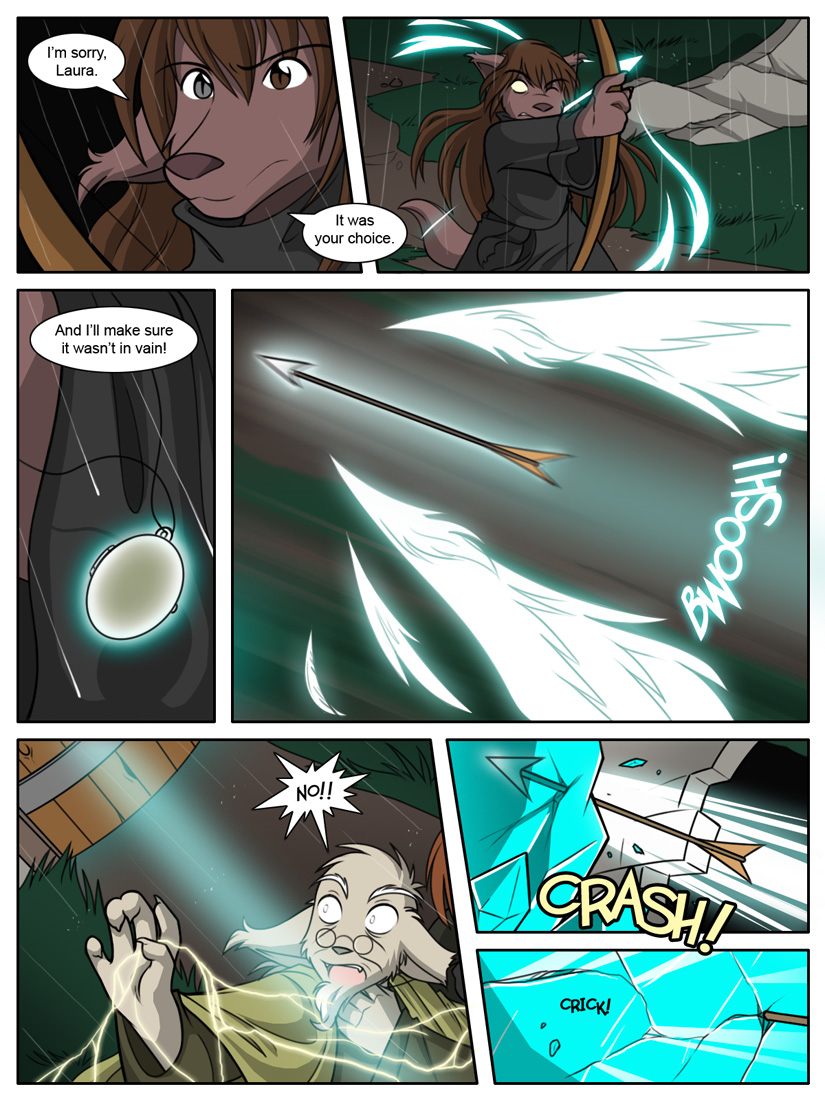 I'm sorry,
Laura.
It was
your choice.
And I'll make sure
it wasn't in vain!
BWOOSH!
NO!!
CRASH!
CRICK!